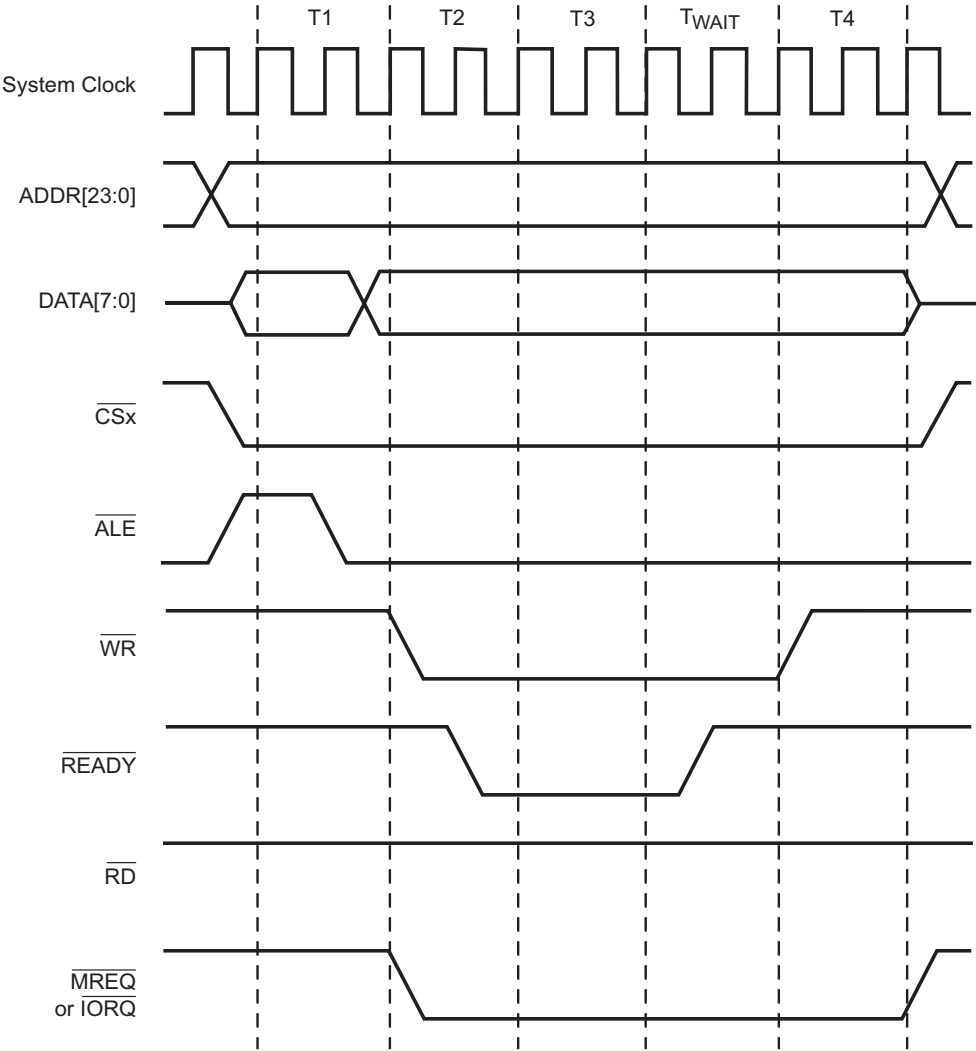 T1 T2 T3 TWAIT T4
System Clock
ADDR[23:0]
DATA[7:0]
CSx
ALE
WR
READY
RD
MREQ
or IORQ